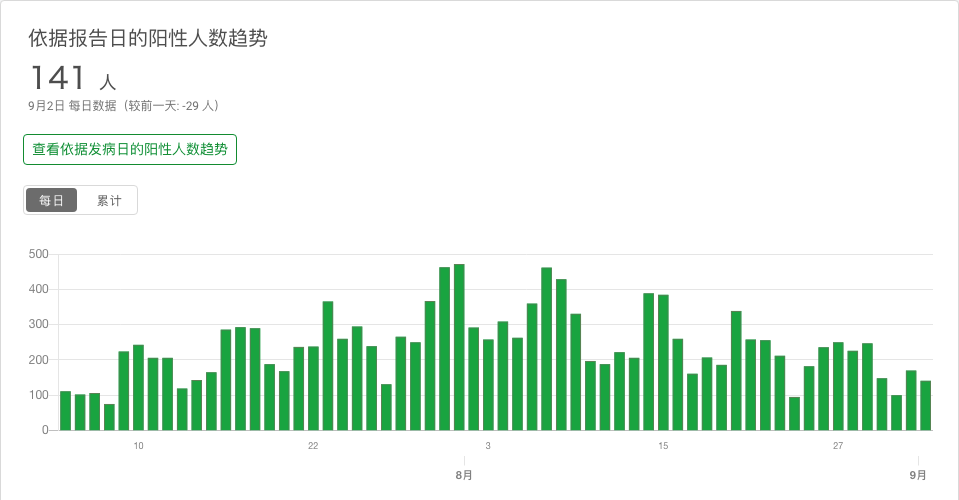 依据报告日的阳性人数趋势
141 人
9月2日 每日数据（较前一天: -29 人）
查看依据发病日的阳性人数趋势
每日 累计
500
400
300
200
100
0
10 22 3 15 27
8月 9月